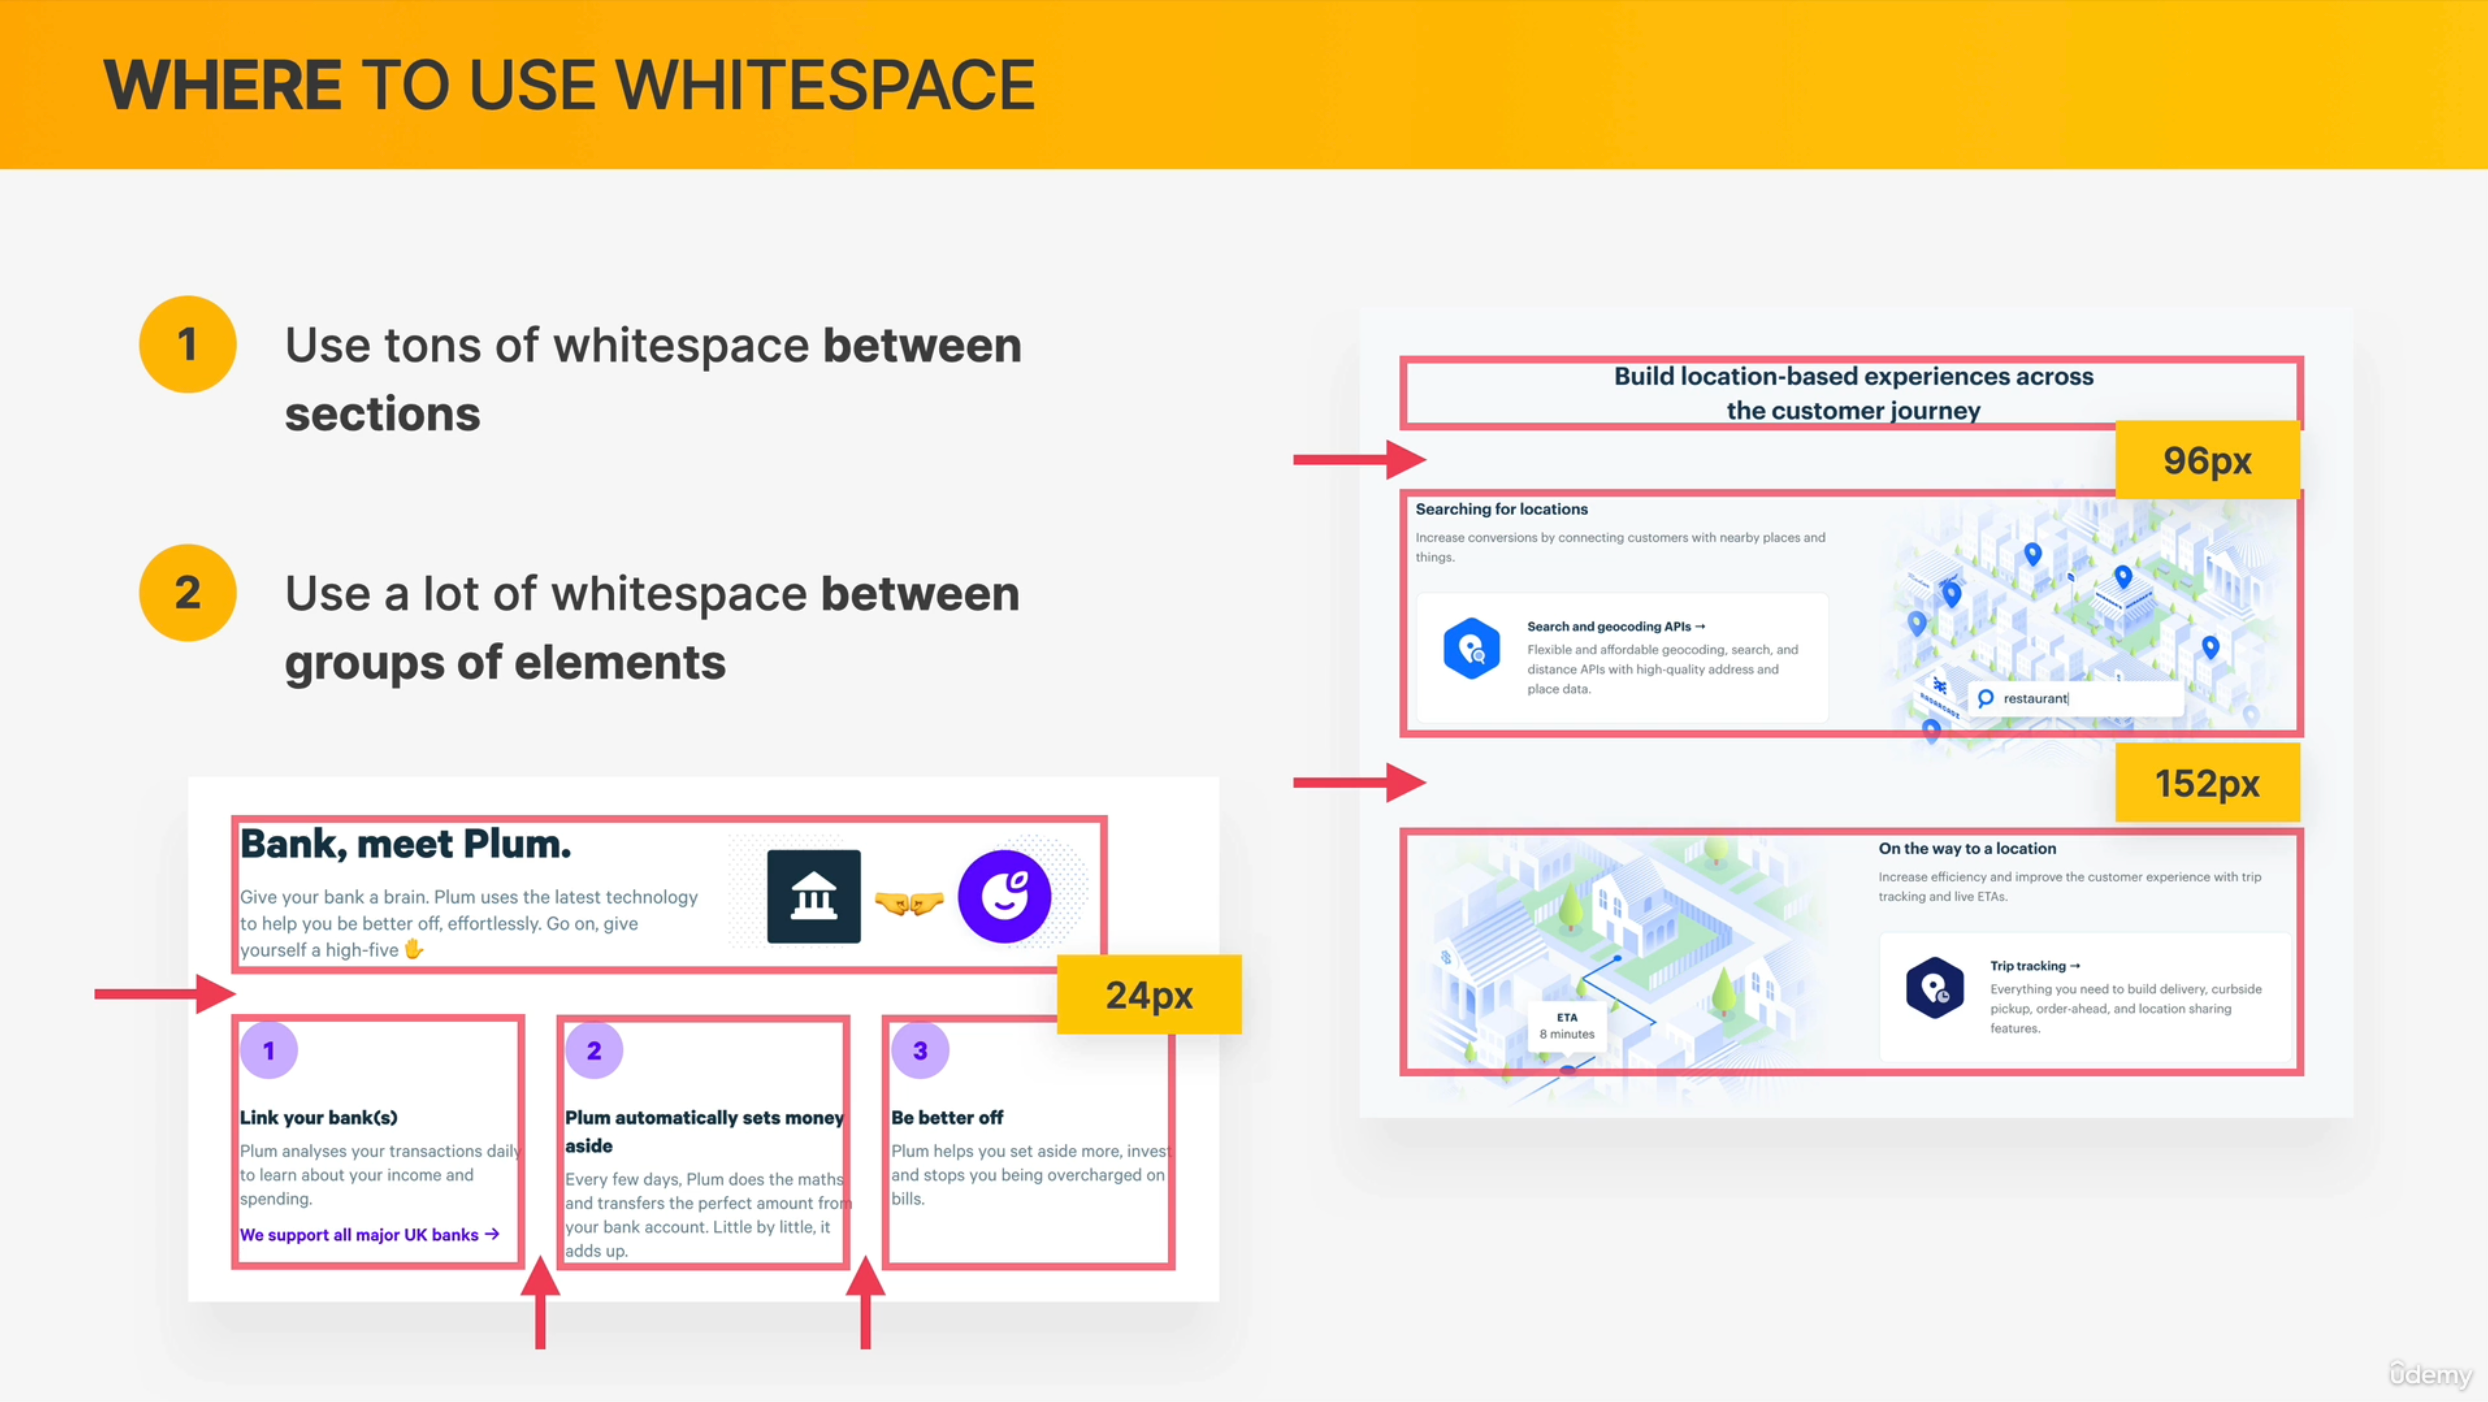 WHERE TO USE WHITESPACE
1
Use tons of whitespace between
sections
2
Use a lot of whitespace between
groups of elements
Bank, meet Plum.
Give your bank a brain. Plum uses the latest technology
to help you be better off, effortlessly. Go on, give
yourself a high-five ✋
24px
1
Link your bank(s)
Plum analyses your transactions daily
to learn about your income and
spending.
We support all major UK banks →
2
Plum automatically sets money
aside
Every few days, Plum does the maths
and transfers the perfect amount from
your bank account. Little by little, it
adds up.
3
Be better off
Plum helps you set aside more, invest
and stops you being overcharged on
bills.
Build location-based experiences across
the customer journey
96px
Searching for locations
Increase conversions by connecting customers with nearby places and
things.
Search and geocoding APIs →
Flexible and affordable geocoding, search, and
distance APIs with high-quality address and
place data.
restaurant
152px
On the way to a location
Increase efficiency and improve the customer experience with trip
tracking and live ETAs.
Trip tracking →
Everything you need to build delivery, curbside
pickup, order-ahead, and location sharing
features.
ETA
8 minutes
ûdemy